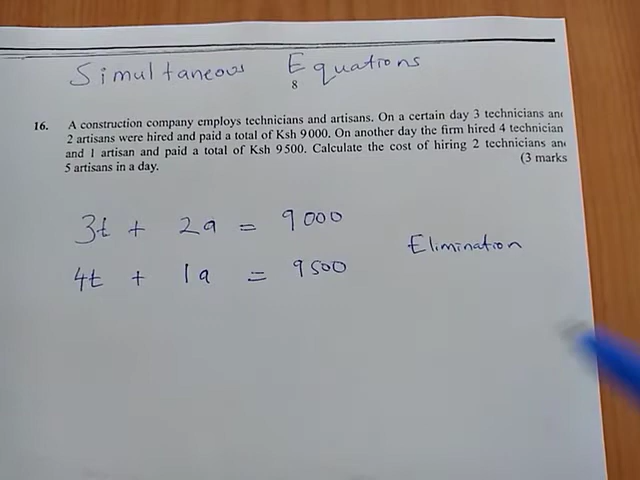 Simultaneous Equations
8
16. A construction company employs technicians and artisans. On a certain day 3 technicians
2 artisans were hired and paid a total of Ksh 9000. On another day the firm hired 4 technician
and 1 artisan and paid a total of Ksh 9500. Calculate the cost of hiring 2 technicians
5 artisans in a day. (3 marks
3t + 2a = 9000
Elimination
4t + 1a = 9500